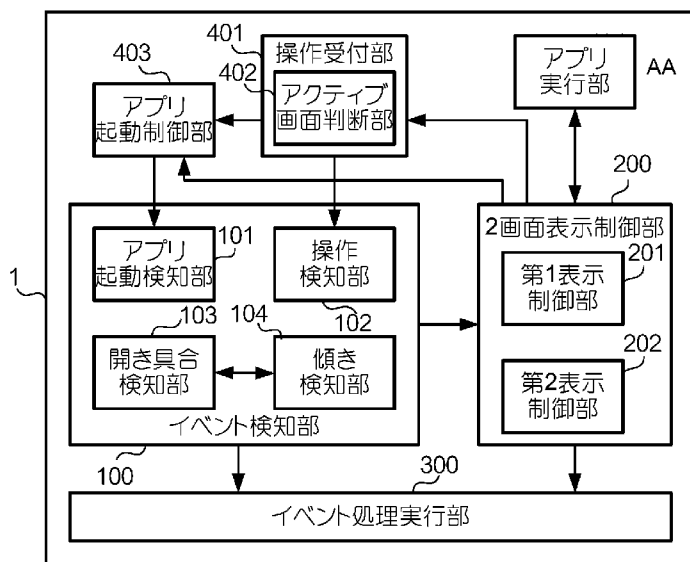 403
401
操作受付部
402
アクティブ
画面判断部
アプリ
起動制御部
アプリ
実行部
AA
200
2画面表示制御部
201
第1表示
制御部
202
第2表示
制御部
1
アプリ
起動検知部
101
操作
検知部
102
103
開き具合
検知部
104
傾き
検知部
イベント検知部
100
300
イベント処理実行部